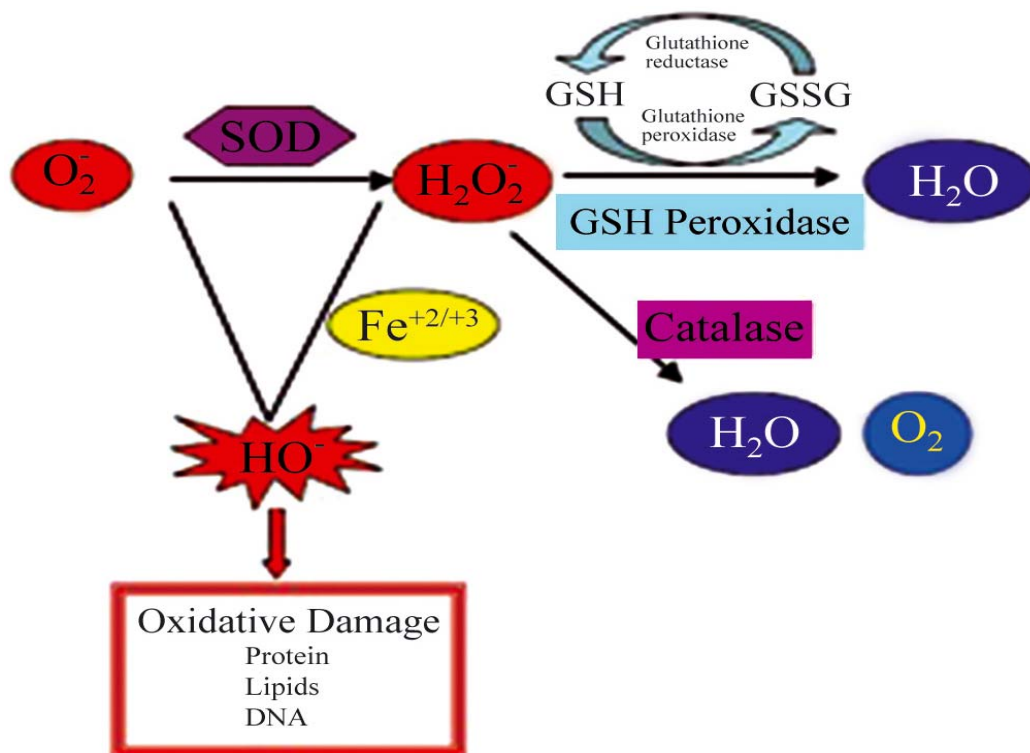 Glutathione
reductase
GSH
GSSG
Glutathione
peroxidase
SOD
O₂⁻
H₂O₂⁻
H₂O
GSH Peroxidase
Fe⁺²/⁺³
Catalase
H₂O
O₂
HO⁻
Oxidative Damage
Protein
Lipids
DNA